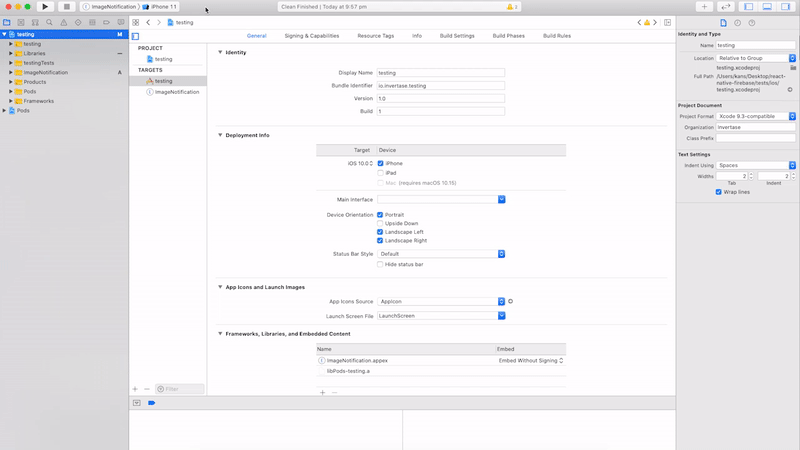 ImageNotification
iPhone 11
Clean Finished | Today at 9:57 pm
1
testing M
testing
Libraries
testingTests
ImageNotification A
Products
Pods
Frameworks
Pods
Filter
testing
General
Signing & Capabilities
Resource Tags
Info
Build Settings
Build Phases
Build Rules
PROJECT
testing
TARGETS
testing
ImageNotification
Identity
Display Name testing
Bundle Identifier io.invertase.testing
Version 1.0
Build 1
Deployment Info
Target Device
iOS 10.0 iPhone
iPad
Mac (requires macOS 10.15)
Main Interface
Device Orientation Portrait
Upside Down
Landscape Left
Landscape Right
Status Bar Style Default
Hide status bar
App Icons and Launch Images
App Icons Source AppIcon
Launch Screen File LaunchScreen
Frameworks, Libraries, and Embedded Content
Name Embed
ImageNotification.appex Embed Without Signing
libPods-testing.a
Filter
Identity and Type
Name testing
Location Relative to Group
testing.xcodeproj
Full Path /Users/kans/Desktop/react-
native-firebase/tests/ios/
testing.xcodeproj
Project Document
Project Format Xcode 9.3-compatible
Organization Invertase
Class Prefix
Text Settings
Indent Using Spaces
Widths 2 2
Tab Indent
Wrap lines